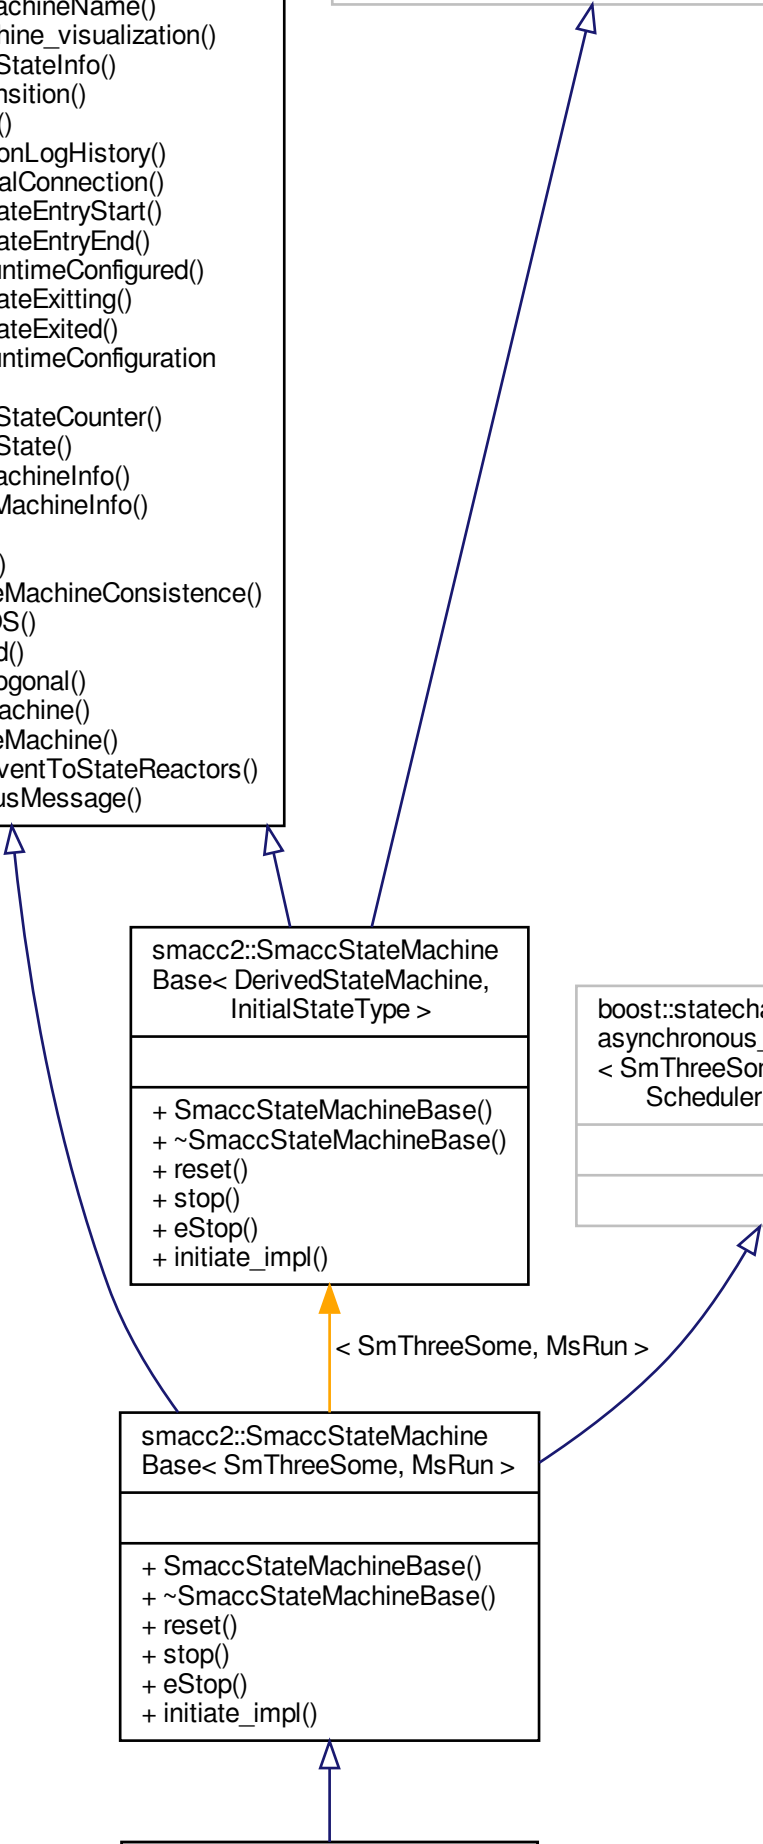 achineName()
hine_visualization()
StateInfo()
nsition()
()
onLogHistory()
alConnection()
ateEntryStart()
ateEntryEnd()
untimeConfigured()
ateExitting()
ateExited()
untimeConfiguration
StateCounter()
State()
achineInfo()
MachineInfo()
)
eMachineConsistence()
OS()
d()
ogonal()
achine()
eMachine()
ventToStateReactors()
usMessage()
smacc2::SmaccStateMachine
Base< DerivedStateMachine,
InitialStateType >
+ SmaccStateMachineBase()
+ ~SmaccStateMachineBase()
+ reset()
+ stop()
+ eStop()
+ initiate_impl()
boost::statecha
asynchronous_
< SmThreeSom
Scheduler
< SmThreeSome, MsRun >
smacc2::SmaccStateMachine
Base< SmThreeSome, MsRun >
+ SmaccStateMachineBase()
+ ~SmaccStateMachineBase()
+ reset()
+ stop()
+ eStop()
+ initiate_impl()